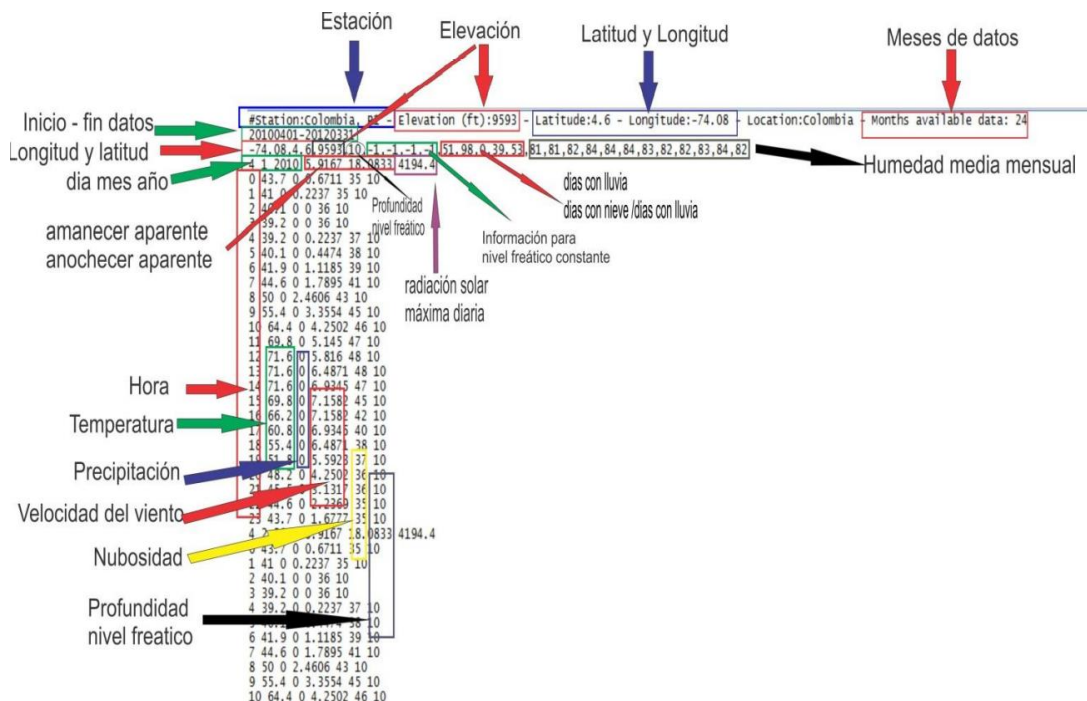 Estación
Elevación
Latitud y Longitud
Meses de datos
Inicio - fin datos
Longitud y latitud
dia mes año
#Station:Colombia, - Elevation (ft):9593 - Latitude:4.6 - Longitude:-74.08 - Location:Colombia - Months available data: 24
20100401-20120331
-74.08,4.6,9593,10,-1,-1,-1,-1,51,98,0,39,53,81,81,82,84,84,84,83,82,82,83,84,82
4 1 2010 5.9167 18.0833 4194.4
Humedad media mensual
dias con lluvia
dias con nieve /dias con lluvia
Profundidad
nivel freático
Información para
nivel freático constante
radiación solar
máxima diaria
amanecer aparente
anochecer aparente
0 43.7 0 0.6711 35 10
1 41 0 0.2237 35 10
2 40.1 0 0 36 10
3 39.2 0 0 36 10
4 39.2 0 0.2237 37 10
5 40.1 0 0.4474 38 10
6 41.9 0 1.1185 39 10
7 44.6 0 1.7895 41 10
8 50 0 2.4606 43 10
9 55.4 0 3.3554 45 10
10 64.4 0 4.2502 46 10
11 69.8 0 5.145 47 10
12 71.6 0 5.816 48 10
13 71.6 0 6.4871 48 10
14 71.6 0 6.9345 47 10
15 69.8 0 7.1582 45 10
16 66.2 0 7.1582 42 10
17 60.8 0 6.9345 40 10
18 55.4 0 6.4871 38 10
19 51.8 0 5.5923 37 10
20 48.2 0 4.2502 36 10
21 0 3.1317 36 10
22 44.6 0 2.2369 35 10
23 43.7 0 1.6777 35 10
4 18.0833 4194.4
0 43.7 0 0.6711 35 10
1 41 0 0.2237 35 10
2 40.1 0 0 36 10
3 39.2 0 0 36 10
4 39.2 0 0.2237 37 10
38 10
6 41.9 0 1.1185 39 10
7 44.6 0 1.7895 41 10
8 50 0 2.4606 43 10
9 55.4 0 3.3554 45 10
10 64.4 0 4.2502 46 10
Hora
Temperatura
Precipitación
Velocidad del viento
Nubosidad
Profundidad
nivel freatico